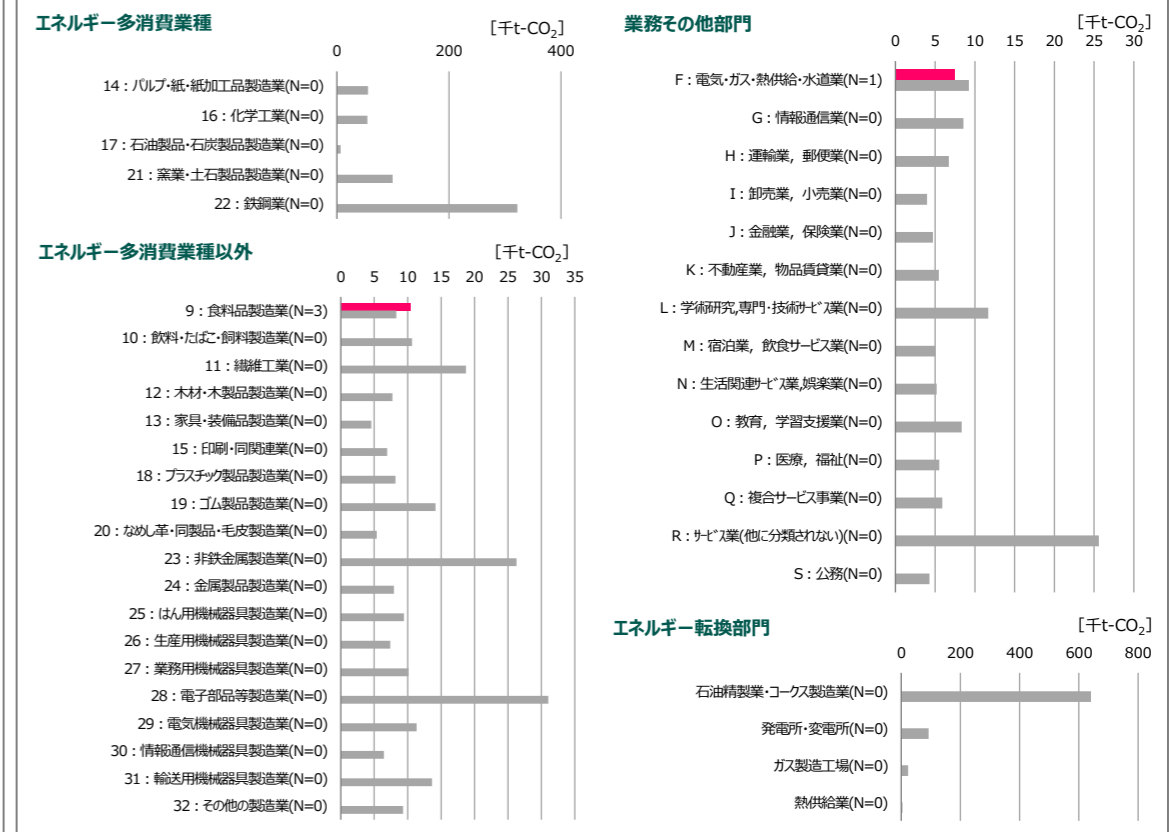 エネルギー多消費業種
[千t-CO2]
0 200 400
14：パルプ・紙・紙加工品製造業(N=0)
16：化学工業(N=0)
17：石油製品・石炭製品製造業(N=0)
21：窯業・土石製品製造業(N=0)
22：鉄鋼業(N=0)
エネルギー多消費業種以外
[千t-CO2]
0 5 10 15 20 25 30 35
9：食料品製造業(N=3)
10：飲料・たばこ・飼料製造業(N=0)
11：繊維工業(N=0)
12：木材・木製品製造業(N=0)
13：家具・装備品製造業(N=0)
15：印刷・同関連業(N=0)
18：プラスチック製品製造業(N=0)
19：ゴム製品製造業(N=0)
20：なめし革・同製品・毛皮製造業(N=0)
23：非鉄金属製造業(N=0)
24：金属製品製造業(N=0)
25：はん用機械器具製造業(N=0)
26：生産用機械器具製造業(N=0)
27：業務用機械器具製造業(N=0)
28：電子部品等製造業(N=0)
29：電気機械器具製造業(N=0)
30：情報通信機械器具製造業(N=0)
31：輸送用機械器具製造業(N=0)
32：その他の製造業(N=0)
業務その他部門
[千t-CO2]
0 5 10 15 20 25 30
F：電気・ガス・熱供給・水道業(N=1)
G：情報通信業(N=0)
H：運輸業，郵便業(N=0)
I：卸売業，小売業(N=0)
J：金融業，保険業(N=0)
K：不動産業，物品賃貸業(N=0)
L：学術研究,専門・技術ｻｰﾋﾞｽ業(N=0)
M：宿泊業，飲食サービス業(N=0)
N：生活関連ｻｰﾋﾞｽ業,娯楽業(N=0)
O：教育，学習支援業(N=0)
P：医療，福祉(N=0)
Q：複合サービス事業(N=0)
R：ｻｰﾋﾞｽ業(他に分類されない)(N=0)
S：公務(N=0)
エネルギー転換部門
[千t-CO2]
0 200 400 600 800
石油精製業・コークス製造業(N=0)
発電所・変電所(N=0)
ガス製造工場(N=0)
熱供給業(N=0)